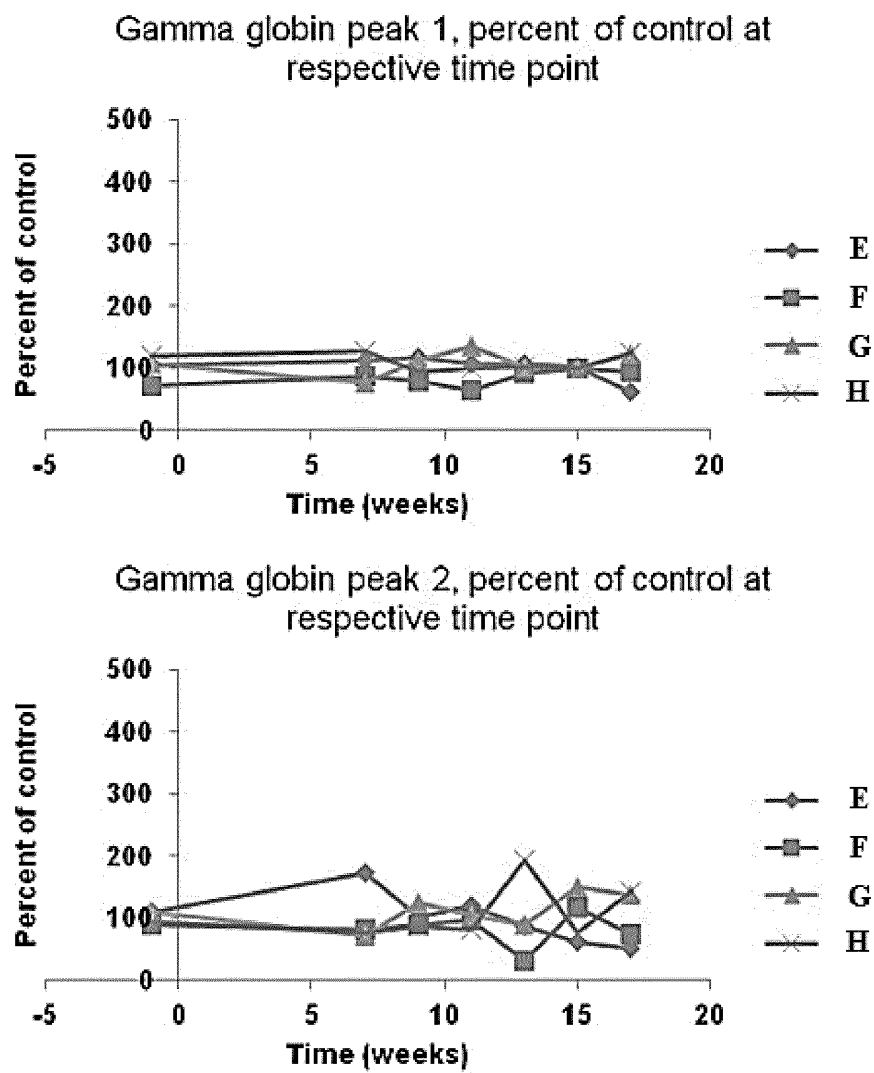 Gamma globin peak 1, percent of control at
respective time point
Percent of control
500
400
300
200
100
0
-5
0
5
10
15
20
Time (weeks)
E
F
G
H
Gamma globin peak 2, percent of control at
respective time point
Percent of control
500
400
300
200
100
0
-5
0
5
10
15
20
Time (weeks)
E
F
G
H